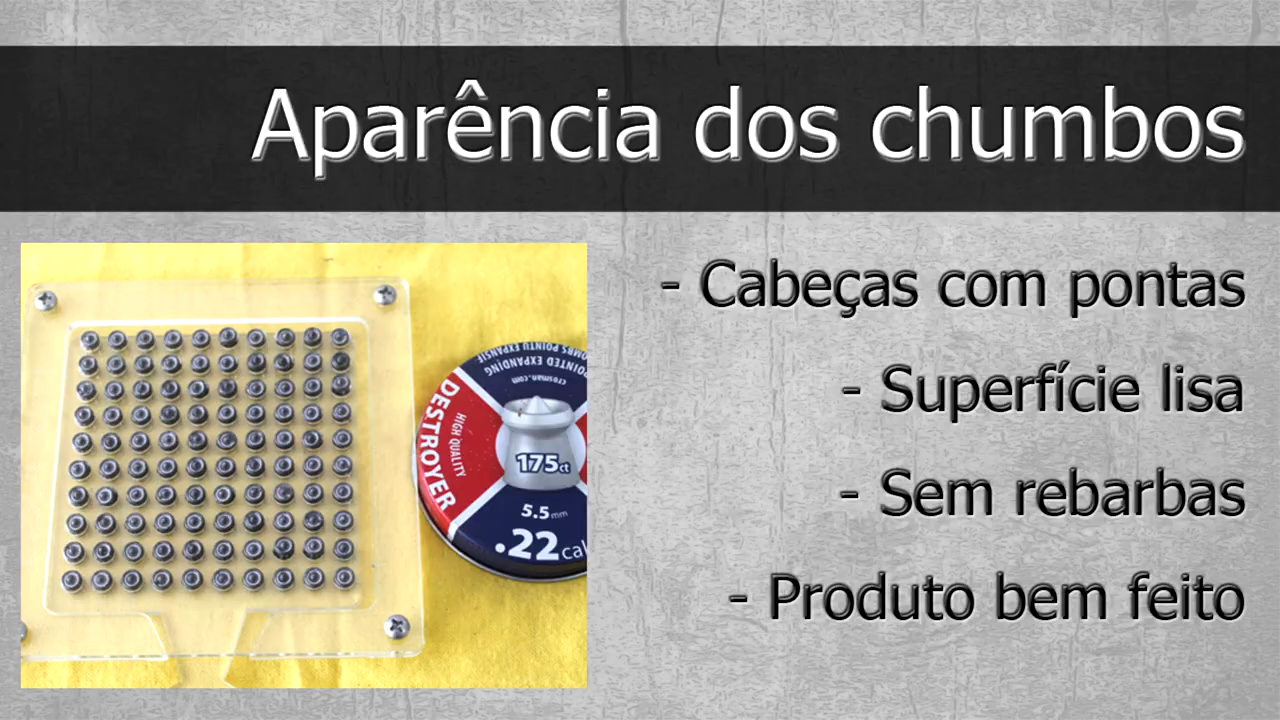 Aparência dos chumbos
- Cabeças com pontas
- Superfície lisa
- Sem rebarbas
- Produto bem feito
POINTED EXPANDING
crosman.com
DESTROYER
HIGH QUALITY
175ct
5.5mm
.22cal